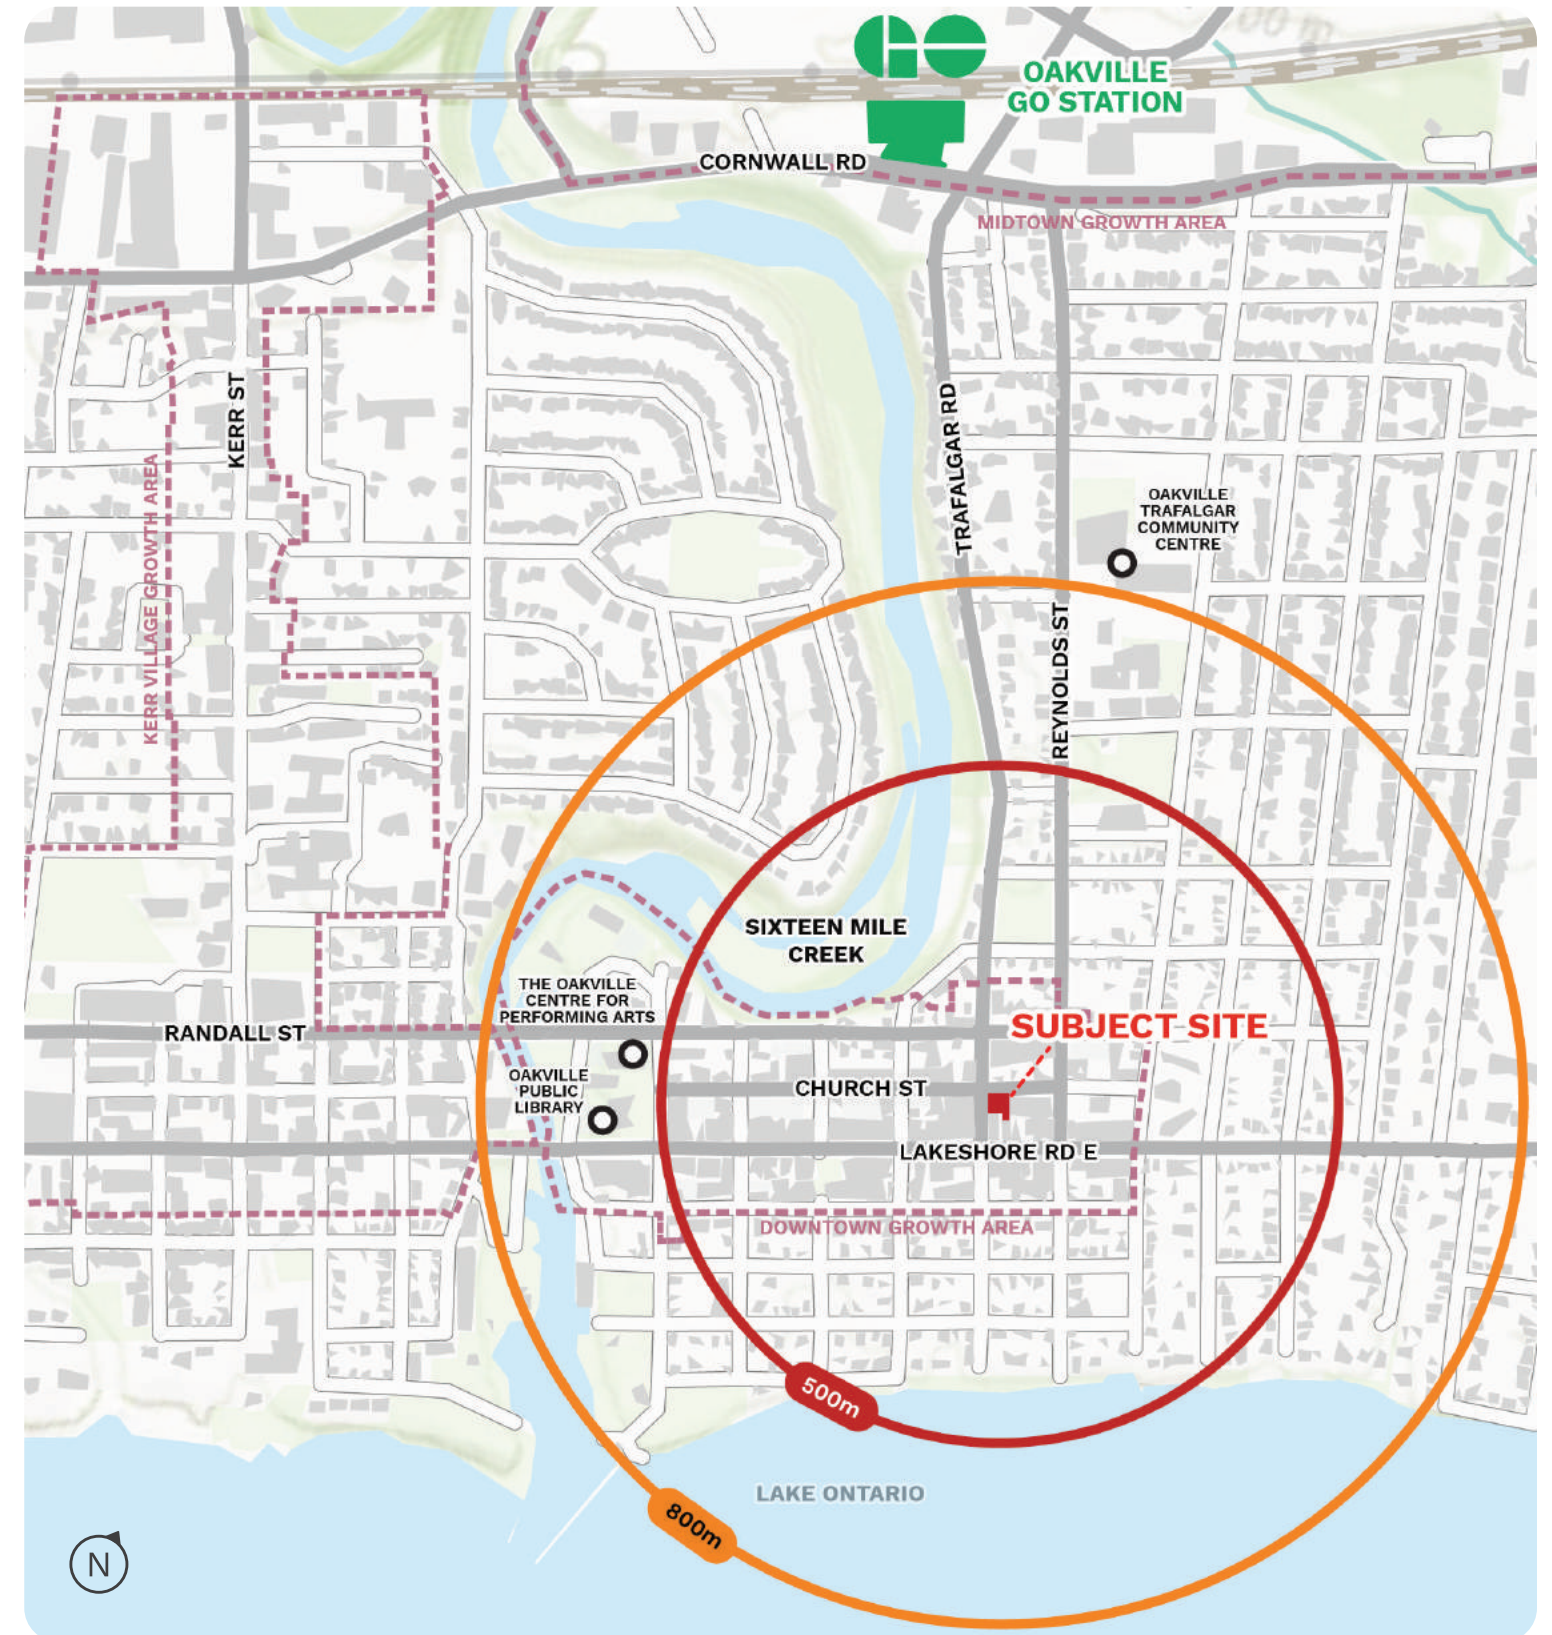 GO
OAKVILLE
GO STATION
CORNWALL RD
MIDTOWN GROWTH AREA
KERR ST
TRAFALGAR RD
KERR VILLAGE GROWTH AREA
OAKVILLE
TRAFALGAR
COMMUNITY
CENTRE
REYNOLDS ST
SIXTEEN MILE
CREEK
THE OAKVILLE
CENTRE FOR
PERFORMING ARTS
RANDALL ST
SUBJECT SITE
OAKVILLE
PUBLIC
LIBRARY
CHURCH ST
LAKESHORE RD E
DOWNTOWN GROWTH AREA
500m
LAKE ONTARIO
800m
N